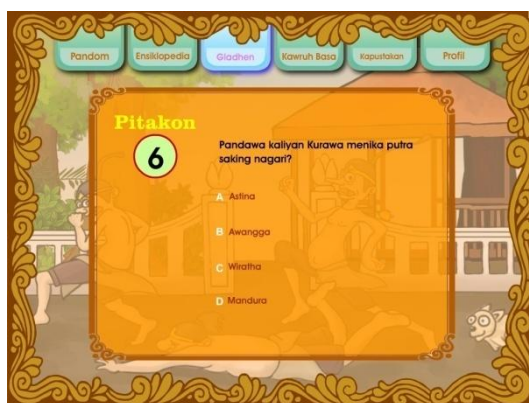 Pandom
Ensiklopedia
Gladhen
Kawruh Basa
Kapustakan
Profil
Pitakon
6
Pandawa kaliyan Kurawa menika putra
saking nagari?
A Astina
B Awangga
C Wiratha
D Mandura